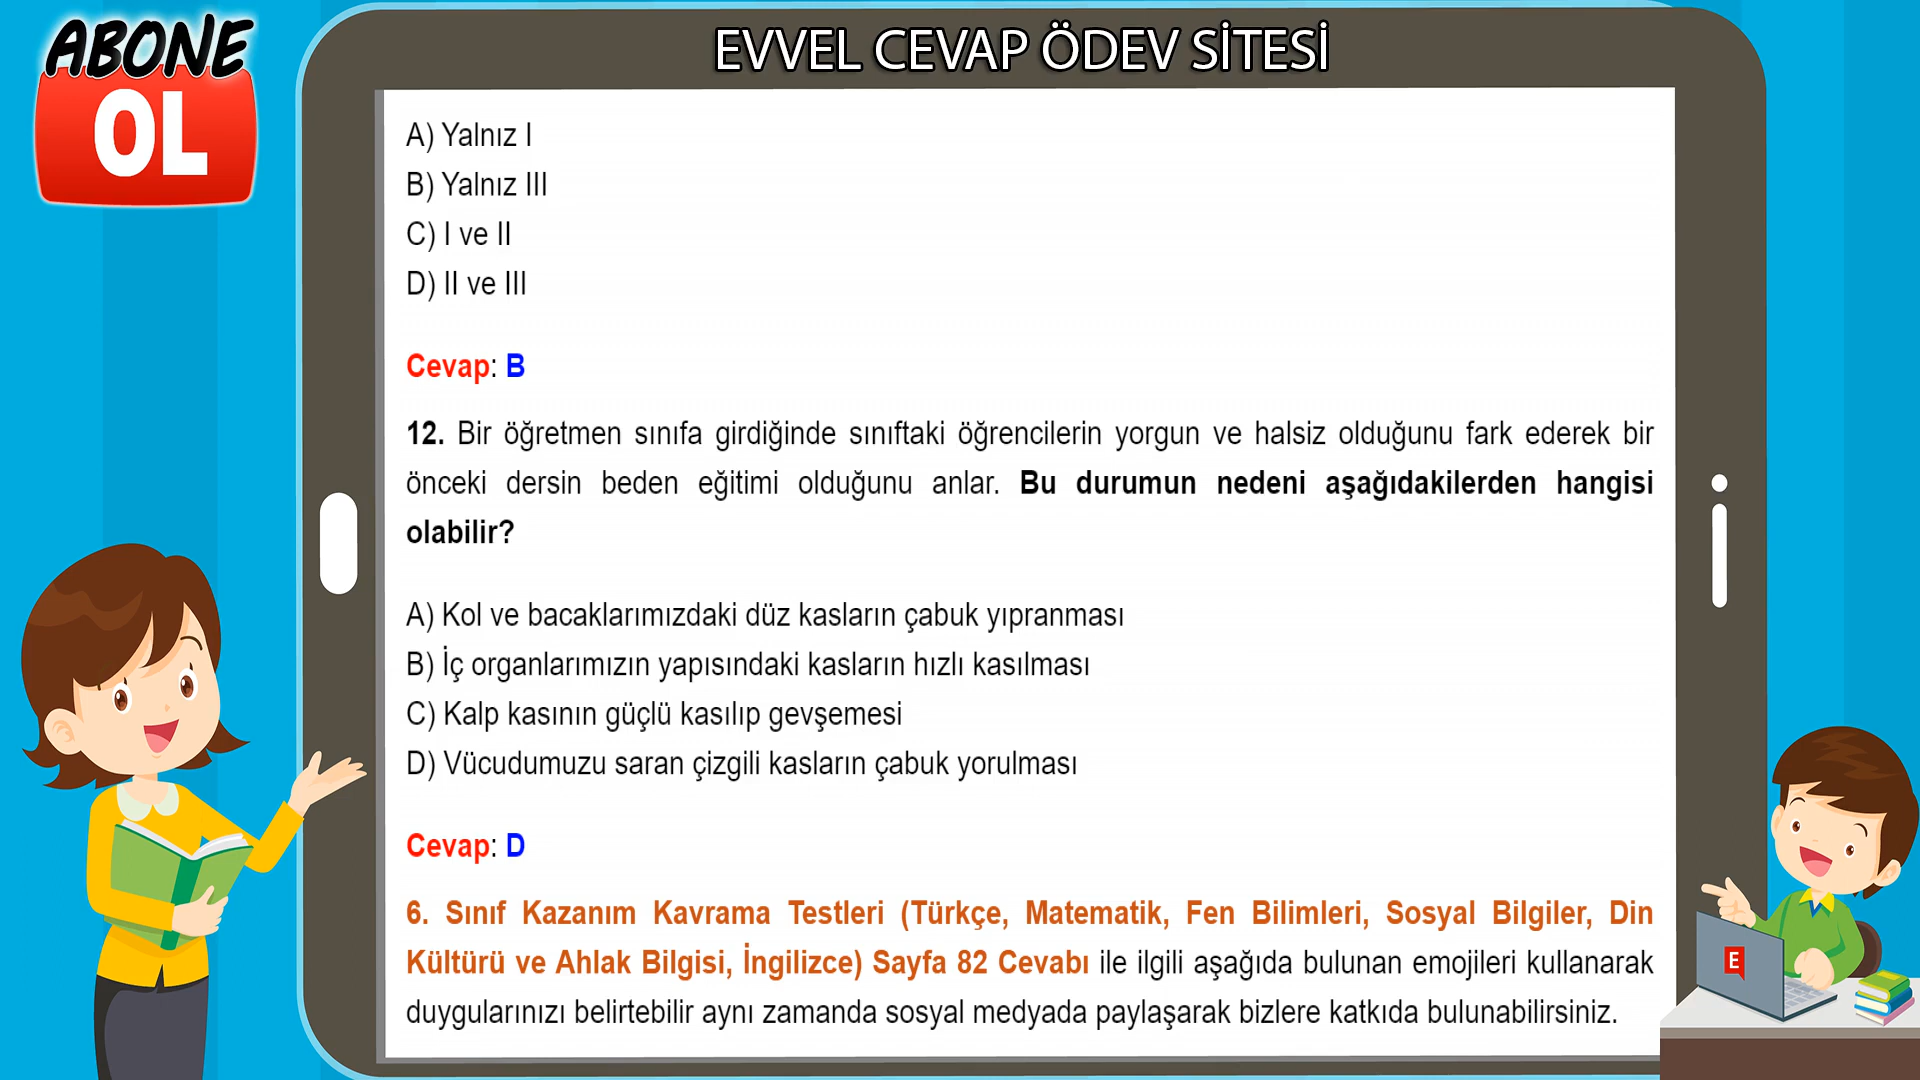 ABONE
OL
EVVEL CEVAP ÖDEV SİTESİ
A) Yalnız I
B) Yalnız III
C) I ve II
D) II ve III
Cevap: B
12. Bir öğretmen sınıfa girdiğinde sınıftaki öğrencilerin yorgun ve halsiz olduğunu fark ederek bir
önceki dersin beden eğitimi olduğunu anlar. Bu durumun nedeni aşağıdakilerden hangisi
olabilir?
A) Kol ve bacaklarımızdaki düz kasların çabuk yıpranması
B) İç organlarımızın yapısındaki kasların hızlı kasılması
C) Kalp kasının güçlü kasılıp gevşemesi
D) Vücudumuzu saran çizgili kasların çabuk yorulması
Cevap: D
6. Sınıf Kazanım Kavrama Testleri (Türkçe, Matematik, Fen Bilimleri, Sosyal Bilgiler, Din
Kültürü ve Ahlak Bilgisi, İngilizce) Sayfa 82 Cevabı ile ilgili aşağıda bulunan emojileri kullanarak
duygularınızı belirtebilir aynı zamanda sosyal medyada paylaşarak bizlere katkıda bulunabilirsiniz.
E